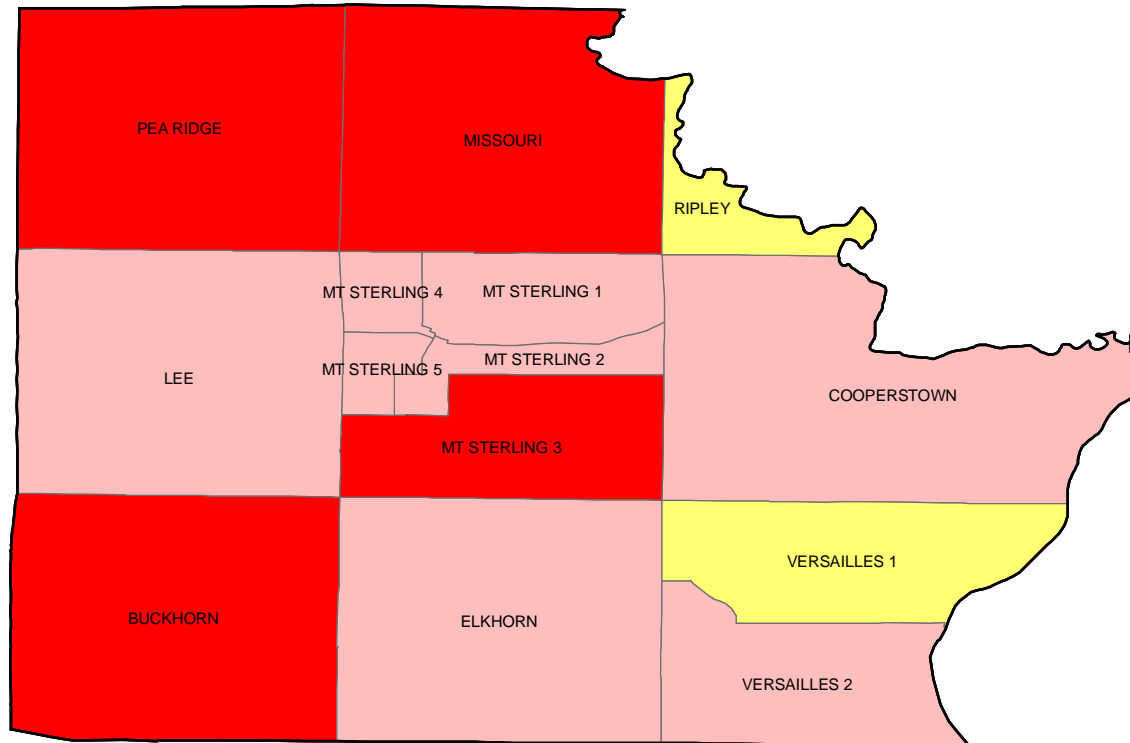 PEA RIDGE
MISSOURI
RIPLEY
MT STERLING 4
MT STERLING 1
MT STERLING 2
MT STERLING 5
LEE
COOPERSTOWN
MT STERLING 3
VERSAILLES 1
BUCKHORN
ELKHORN
VERSAILLES 2